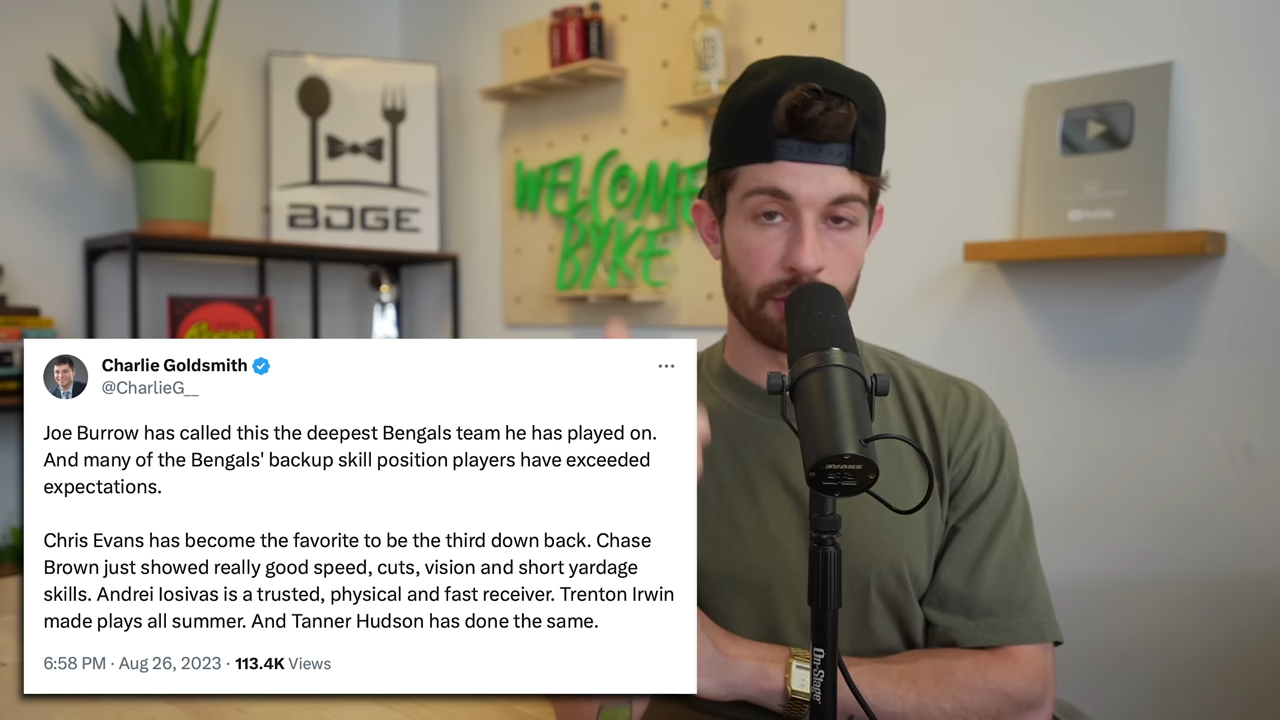 BDGE
WELCOME
BYKE
Reese's
YouTube
Charlie Goldsmith
@CharlieG__
Joe Burrow has called this the deepest Bengals team he has played on.
And many of the Bengals' backup skill position players have exceeded
expectations.
Chris Evans has become the favorite to be the third down back. Chase
Brown just showed really good speed, cuts, vision and short yardage
skills. Andrei Iosivas is a trusted, physical and fast receiver. Trenton Irwin
made plays all summer. And Tanner Hudson has done the same.
6:58 PM · Aug 26, 2023 · 113.4K Views
SHURE
On-Stage